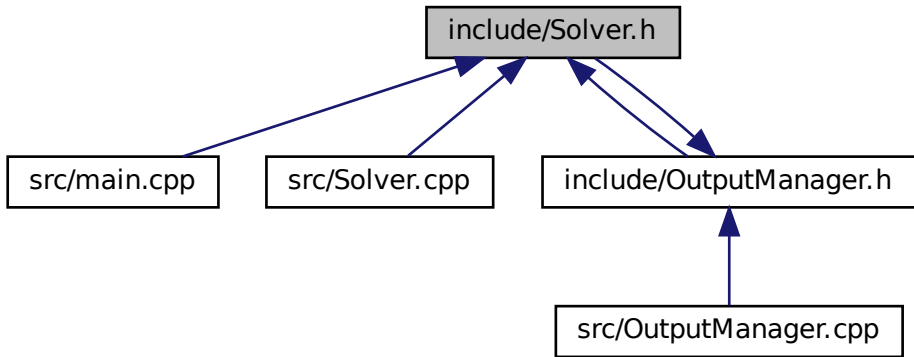 include/Solver.h
src/main.cpp
src/Solver.cpp
include/OutputManager.h
src/OutputManager.cpp